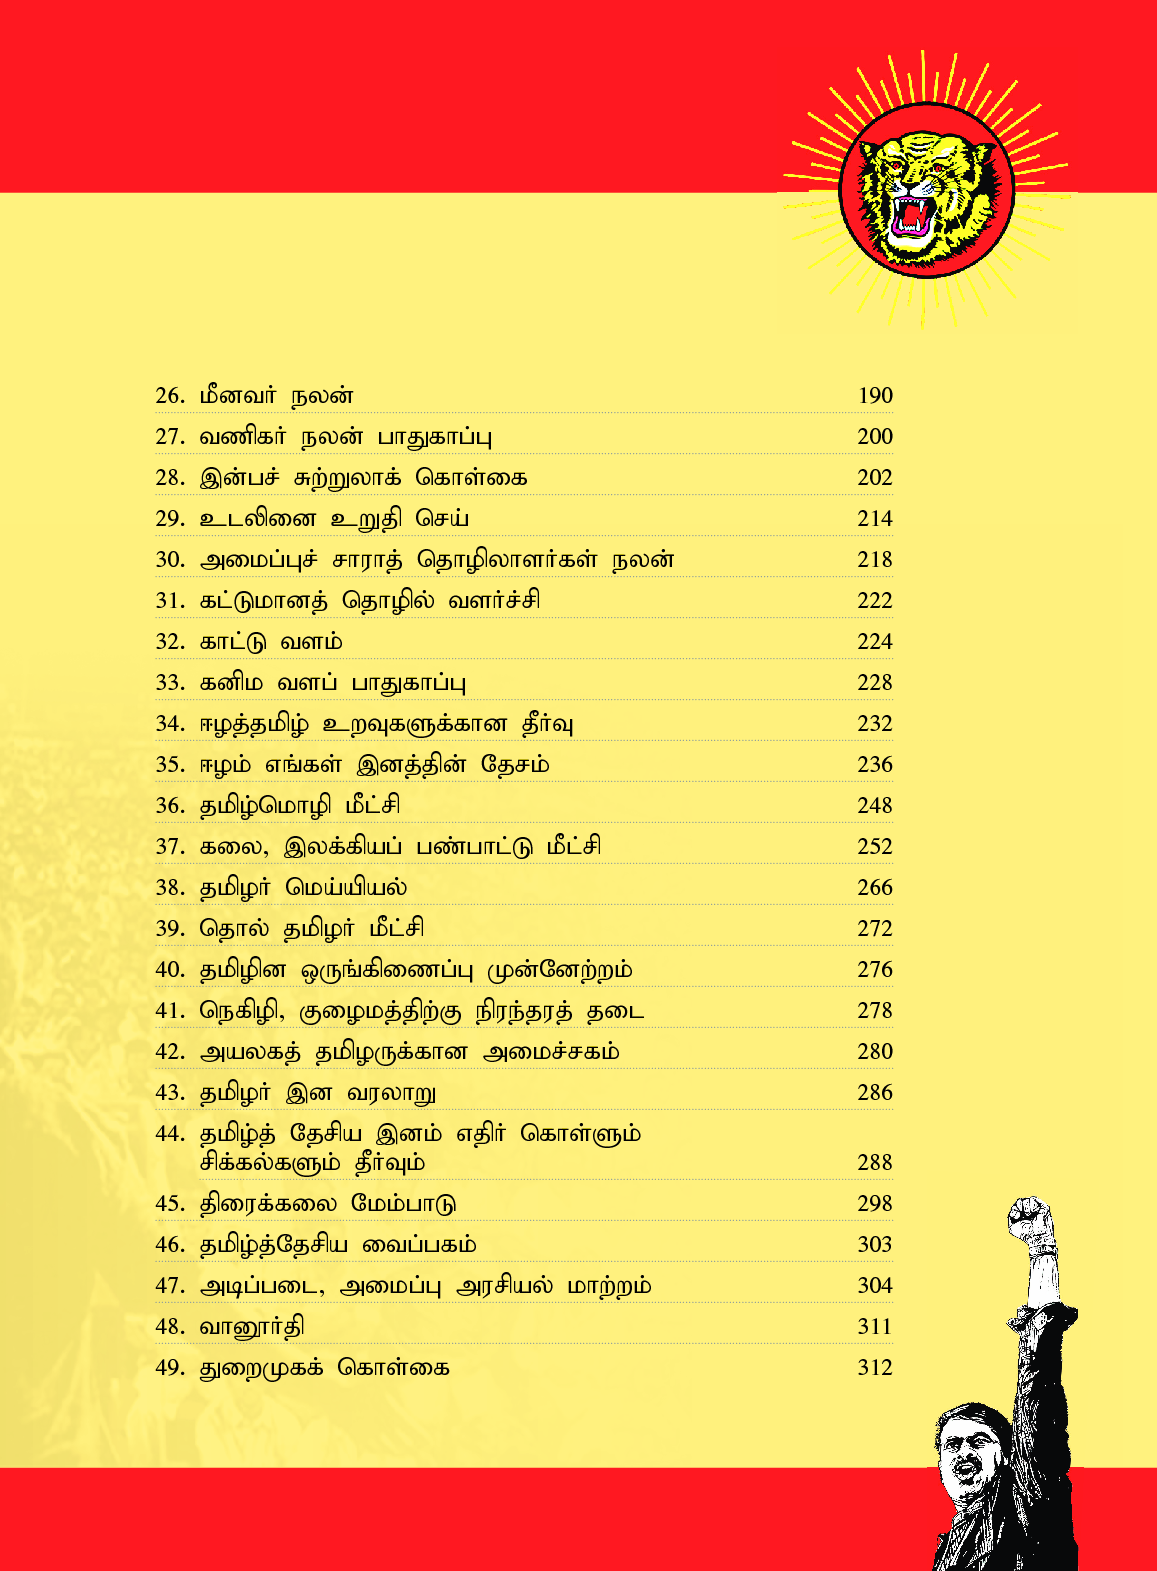 26. மீனவர் நலன் 190
27. வணிகர் நலன் பாதுகாப்பு 200
28. இன்பச் சுற்றுலாக் கொள்கை 202
29. உடலினை உறுதி செய் 214
30. அமைப்புச் சாராத் தொழிலாளர்கள் நலன் 218
31. கட்டுமானத் தொழில் வளர்ச்சி 222
32. காட்டு வளம் 224
33. கனிம வளப் பாதுகாப்பு 228
34. ஈழத்தமிழ் உறவுகளுக்கான தீர்வு 232
35. ஈழம் எங்கள் இனத்தின் தேசம் 236
36. தமிழ்மொழி மீட்சி 248
37. கலை, இலக்கியப் பண்பாட்டு மீட்சி 252
38. தமிழர் மெய்யியல் 266
39. தொல் தமிழர் மீட்சி 272
40. தமிழின ஒருங்கிணைப்பு முன்னேற்றம் 276
41. நெகிழி, குழைமத்திற்கு நிரந்தரத் தடை 278
42. அயலகத் தமிழருக்கான அமைச்சகம் 280
43. தமிழர் இன வரலாறு 286
44. தமிழ்த் தேசிய இனம் எதிர் கொள்ளும்
சிக்கல்களும் தீர்வும் 288
45. திரைக்கலை மேம்பாடு 298
46. தமிழ்த்தேசிய வைப்பகம் 303
47. அடிப்படை, அமைப்பு அரசியல் மாற்றம் 304
48. வானூர்தி 311
49. துறைமுகக் கொள்கை 312